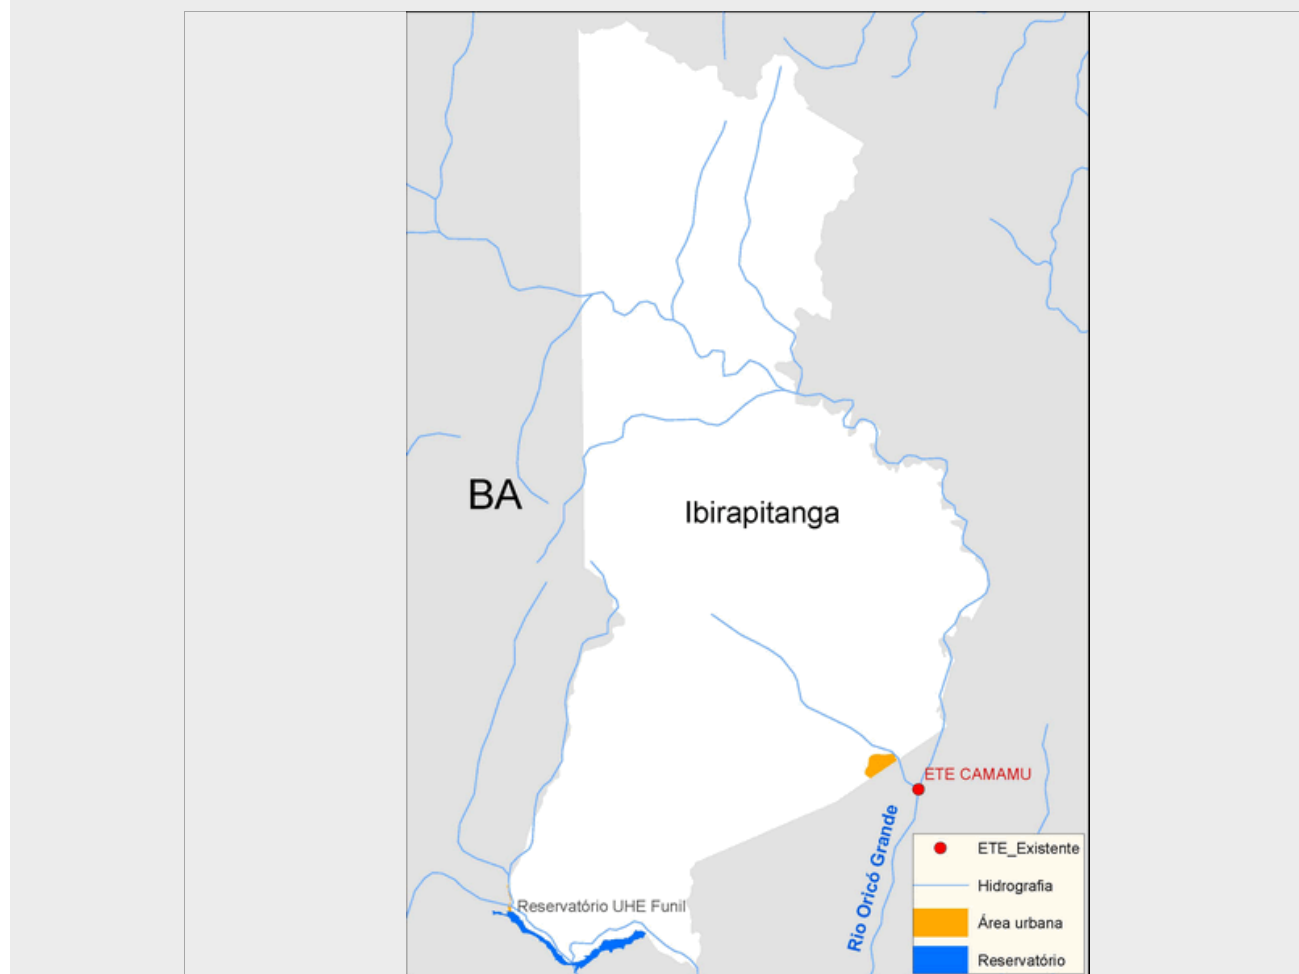 BA
Ibirapitanga
ETE CAMAMU
Rio Oricó Grande
Reservatório UHE Funil
ETE_Existente
Hidrografia
Área urbana
Reservatório